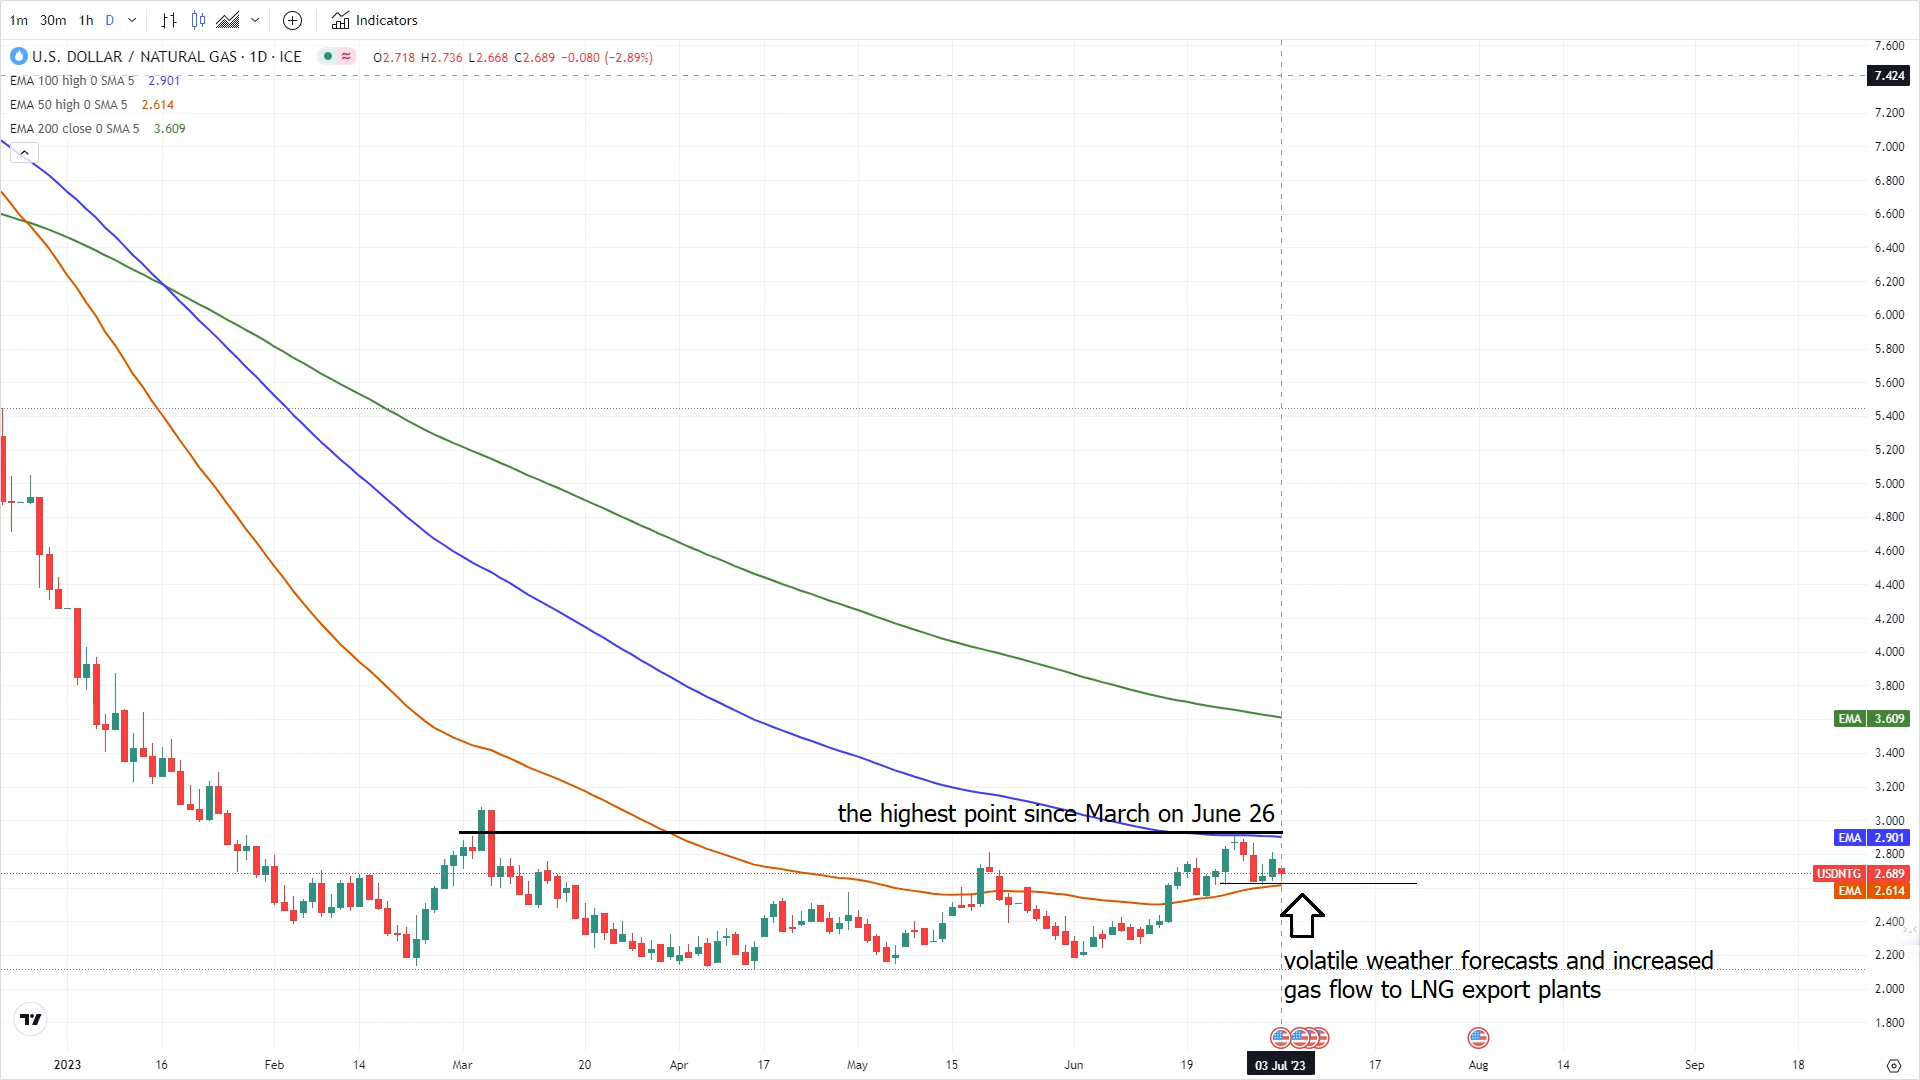 1m 30m 1h D Indicators
U.S. DOLLAR / NATURAL GAS · 1D · ICE O2.718 H2.736 L2.668 C2.689 −0.080 (−2.89%)
EMA 100 high 0 SMA 5 2.901
EMA 50 high 0 SMA 5 2.614
EMA 200 close 0 SMA 5 3.609
7.600
7.424
7.200
7.000
6.800
6.600
6.400
6.200
6.000
5.800
5.600
5.400
5.200
5.000
4.800
4.600
4.400
4.200
4.000
3.800
EMA 3.609
3.400
3.200
the highest point since March on June 26
3.000
EMA 2.901
2.800
USDNTG 2.689
EMA 2.614
2.400
2.200
volatile weather forecasts and increased
gas flow to LNG export plants
2.000
1.800
2023 16 Feb 14 Mar 20 Apr 17 May 15 Jun 19 03 Jul '23 17 Aug 14 Sep 18